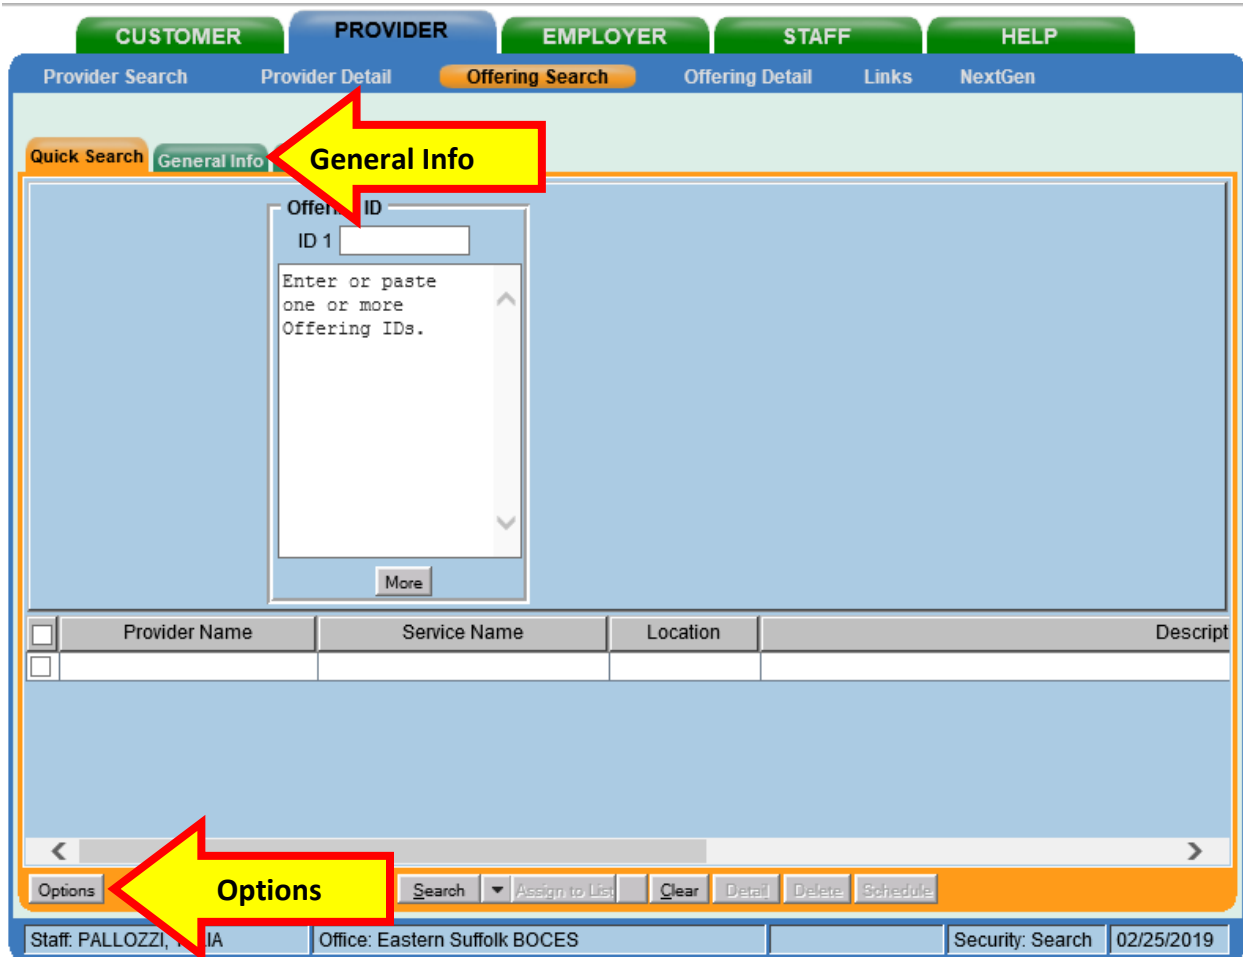 CUSTOMER PROVIDER EMPLOYER STAFF HELP
Provider Search Provider Detail Offering Search Offering Detail Links NextGen
Quick Search General Info General Info
ID
ID 1
Enter or paste
one or more
Offering IDs.
More
Provider Name Service Name Location Descript
Options Options Search Assign to List Clear Detail Delete Schedule
Staff: PALLOZZI, Office: Eastern Suffolk BOCES Security: Search 02/25/2019